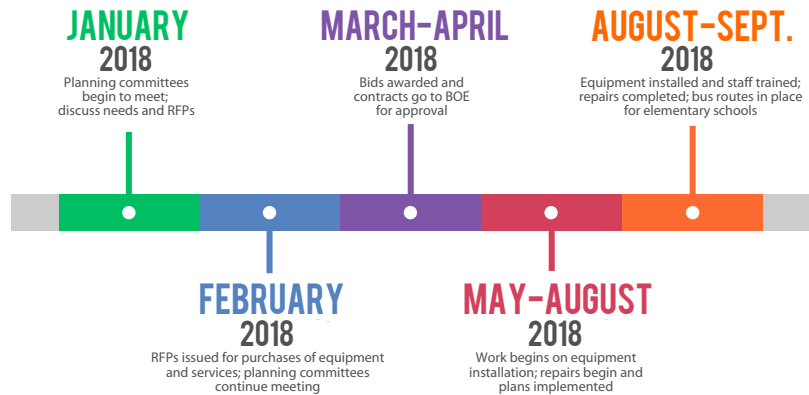 JANUARY
2018
Planning committees
begin to meet;
discuss needs and RFPs
FEBRUARY
2018
RFPs issued for purchases of equipment
and services; planning committees
continue meeting
MARCH–APRIL
2018
Bids awarded and
contracts go to BOE
for approval
MAY–AUGUST
2018
Work begins on equipment
installation; repairs begin and
plans implemented
AUGUST–SEPT.
2018
Equipment installed and staff trained;
repairs completed; bus routes in place
for elementary schools